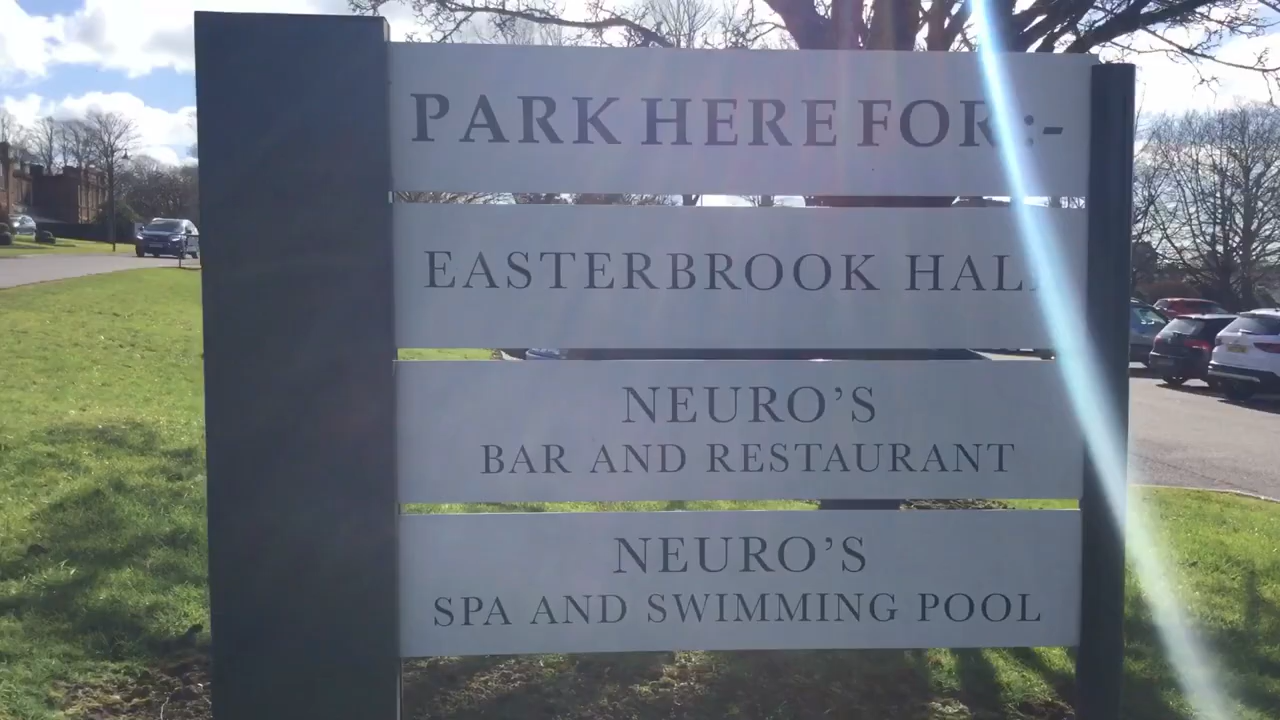 PARK HERE FOR:-
EASTERBROOK HALL
NEURO'S
BAR AND RESTAURANT
NEURO'S
SPA AND SWIMMING POOL